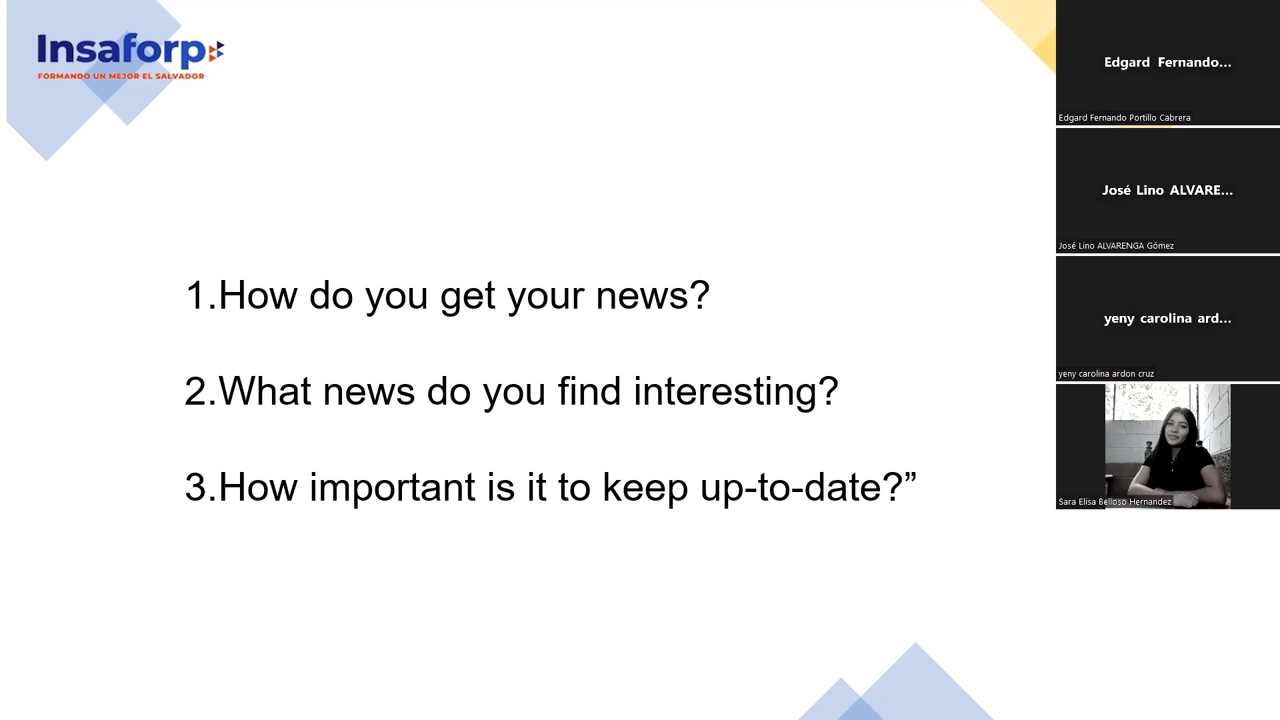 Insaforp
FORMANDO UN MEJOR EL SALVADOR
1.How do you get your news?
2.What news do you find interesting?
3.How important is it to keep up-to-date?”
Edgard Fernando...
Edgard Fernando Portillo Cabrera
José Lino ALVARE...
José Lino ALVARENGA Gómez
yeny carolina ard...
yeny carolina ardon cruz
Sara Elisa Belloso Hernandez